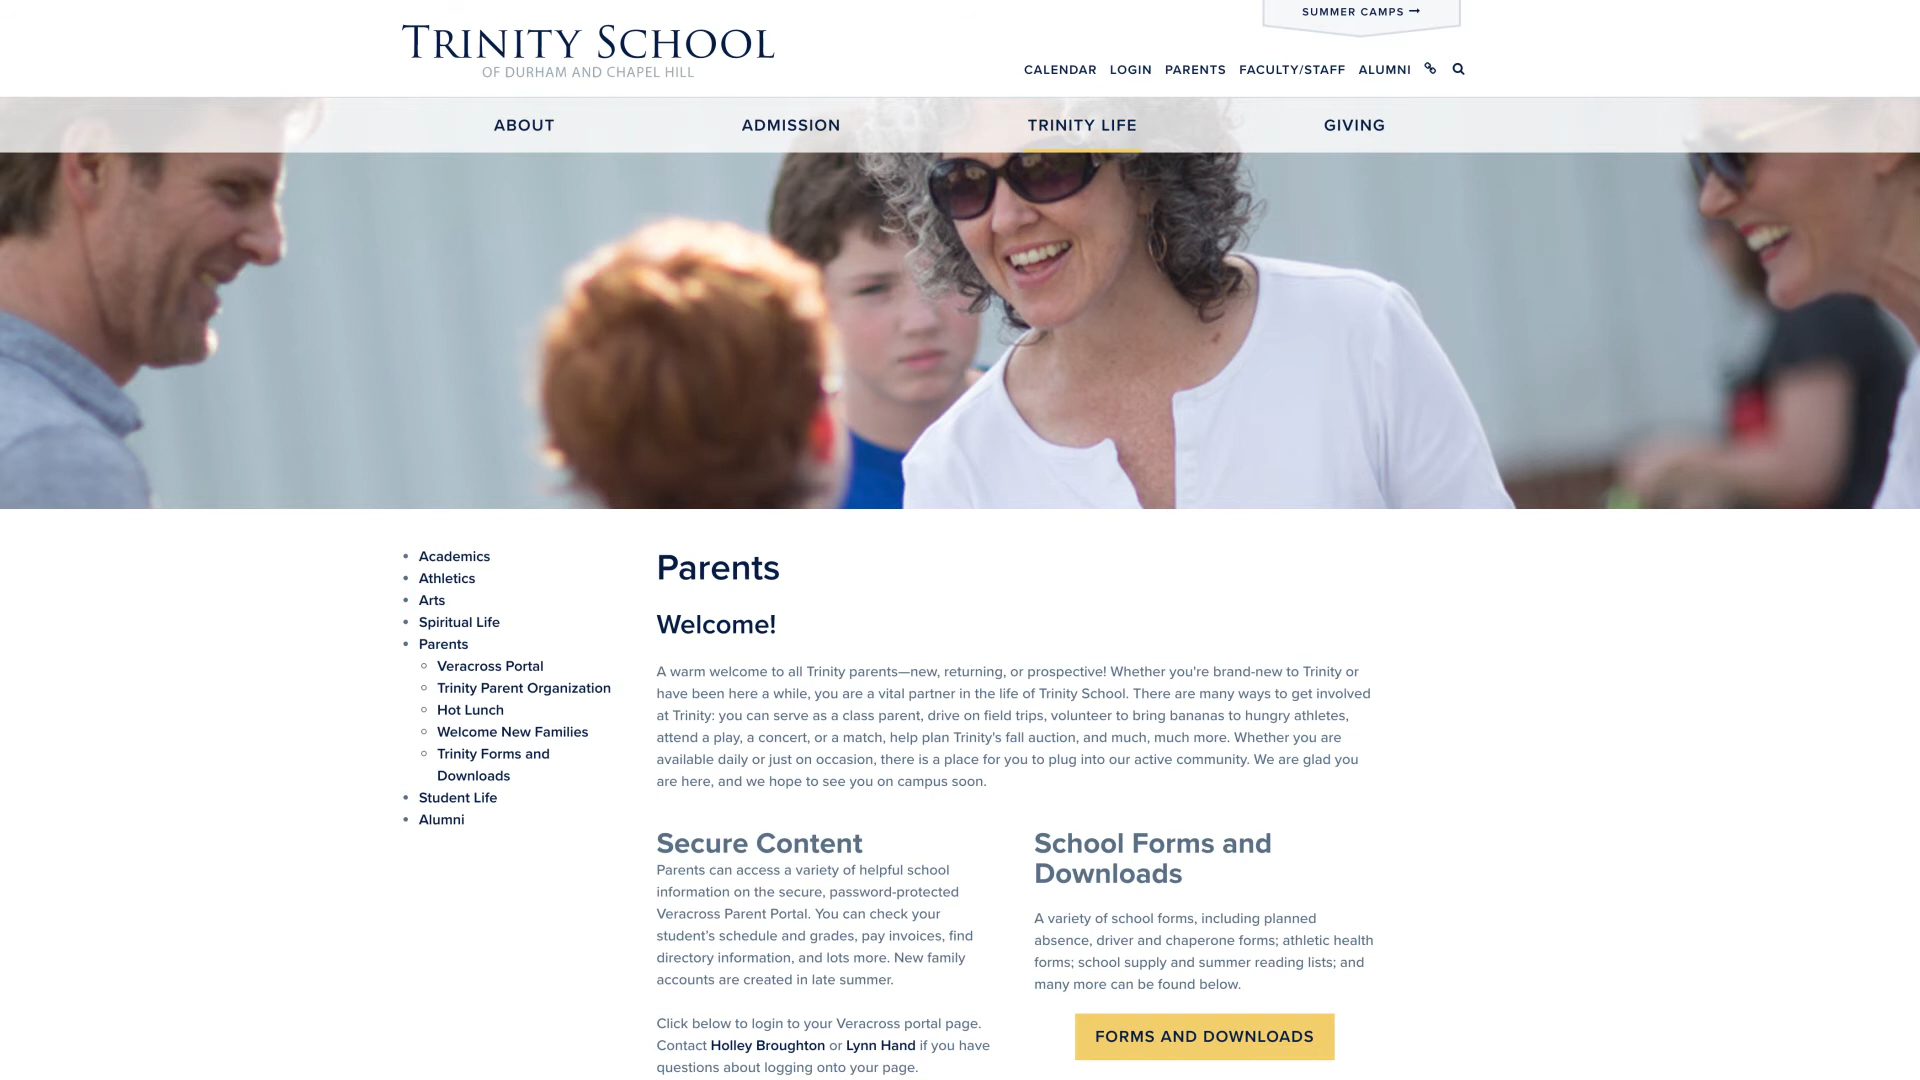 SUMMER CAMPS
TRINITY SCHOOL
OF DURHAM AND CHAPEL HILL
CALENDAR LOGIN PARENTS FACULTY/STAFF ALUMNI
ABOUT ADMISSION TRINITY LIFE GIVING
Academics
Athletics
Arts
Spiritual Life
Parents
Veracross Portal
Trinity Parent Organization
Hot Lunch
Welcome New Families
Trinity Forms and
Downloads
Student Life
Alumni
Parents
Welcome!
A warm welcome to all Trinity parents—new, returning, or prospective! Whether you're brand-new to Trinity or
have been here a while, you are a vital partner in the life of Trinity School. There are many ways to get involved
at Trinity: you can serve as a class parent, drive on field trips, volunteer to bring bananas to hungry athletes,
attend a play, a concert, or a match, help plan Trinity's fall auction, and much, much more. Whether you are
available daily or just on occasion, there is a place for you to plug into our active community. We are glad you
are here, and we hope to see you on campus soon.
Secure Content
Parents can access a variety of helpful school
information on the secure, password-protected
Veracross Parent Portal. You can check your
student’s schedule and grades, pay invoices, find
directory information, and lots more. New family
accounts are created in late summer.
Click below to login to your Veracross portal page.
Contact Holley Broughton or Lynn Hand if you have
questions about logging onto your page.
School Forms and
Downloads
A variety of school forms, including planned
absence, driver and chaperone forms; athletic health
forms; school supply and summer reading lists; and
many more can be found below.
FORMS AND DOWNLOADS